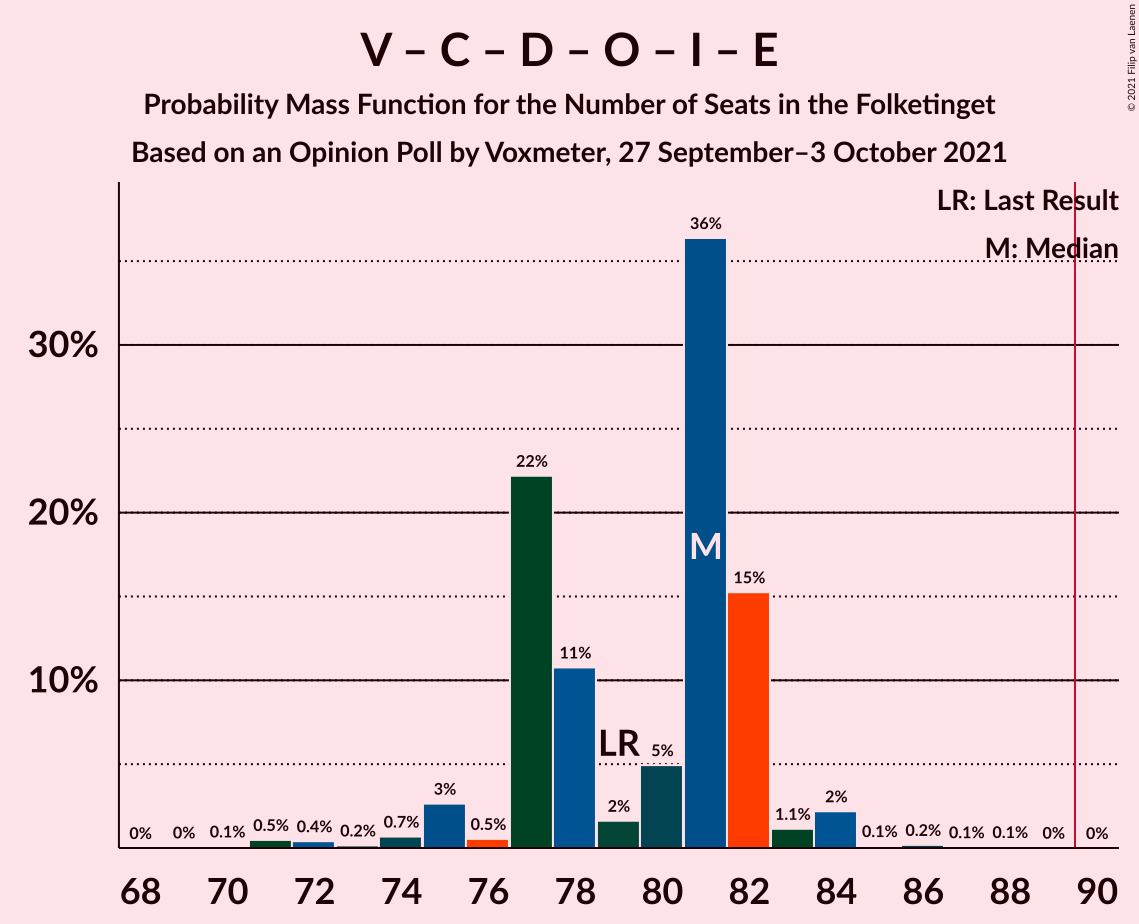 V – C – D – O – I – E
Probability Mass Function for the Number of Seats in the Folketinget
Based on an Opinion Poll by Voxmeter, 27 September–3 October 2021
© 2021 Filip van Laenen
LR: Last Result
M: Median
30%
20%
10%
0%
0%
0.1%
0.5%
0.4%
0.2%
0.7%
3%
0.5%
22%
11%
LR
2%
5%
36%
M
15%
1.1%
2%
0.1%
0.2%
0.1%
0.1%
0%
0%
68 70 72 74 76 78 80 82 84 86 88 90